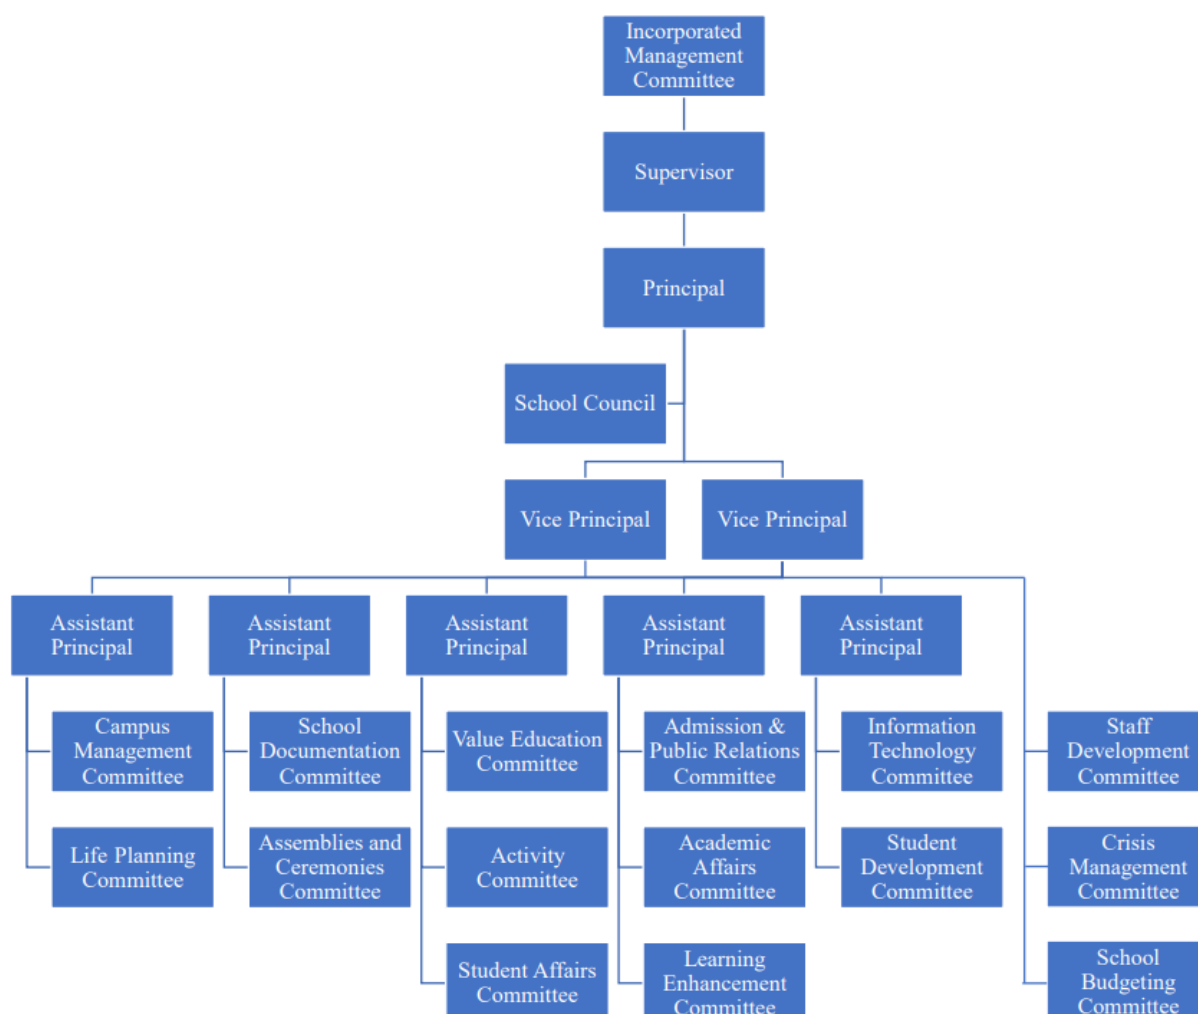 Incorporated
Management
Committee
Supervisor
Principal
School Council
Vice Principal
Vice Principal
Assistant
Principal
Assistant
Principal
Assistant
Principal
Assistant
Principal
Assistant
Principal
Campus
Management
Committee
School
Documentation
Committee
Value Education
Committee
Admission &
Public Relations
Committee
Information
Technology
Committee
Staff
Development
Committee
Life Planning
Committee
Assemblies and
Ceremonies
Committee
Activity
Committee
Academic
Affairs
Committee
Student
Development
Committee
Crisis
Management
Committee
Student Affairs
Committee
Learning
Enhancement
Committee
School
Budgeting
Committee